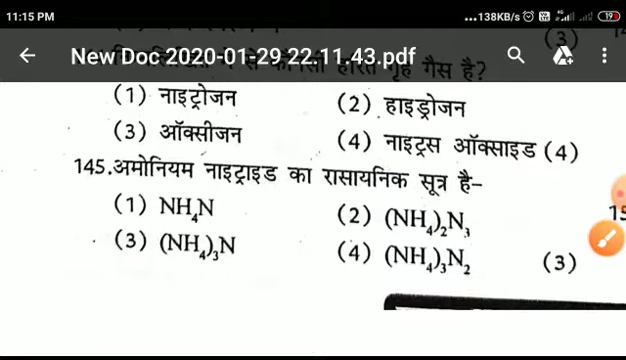 11:15 PM ...138KB/s 19
New Doc 2020-01-29 22.11.43.pdf
(3)
गृह गैस है?
(1) नाइट्रोजन (2) हाइड्रोजन
(3) ऑक्सीजन (4) नाइट्रस ऑक्साइड (4)
145.अमोनियम नाइट्राइड का रासायनिक सूत्र है–
(1) NH₄N (2) (NH₄)₂N₃
(3) (NH₄)₃N (4) (NH₄)₃N₂ (3)